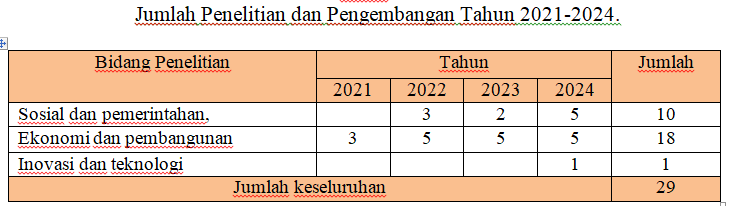 Jumlah Penelitian dan Pengembangan Tahun 2021-2024.
Bidang Penelitian Tahun Jumlah
2021 2022 2023 2024
Sosial dan pemerintahan, 3 2 5 10
Ekonomi dan pembangunan 3 5 5 5 18
Inovasi dan teknologi 1 1
Jumlah keseluruhan 29